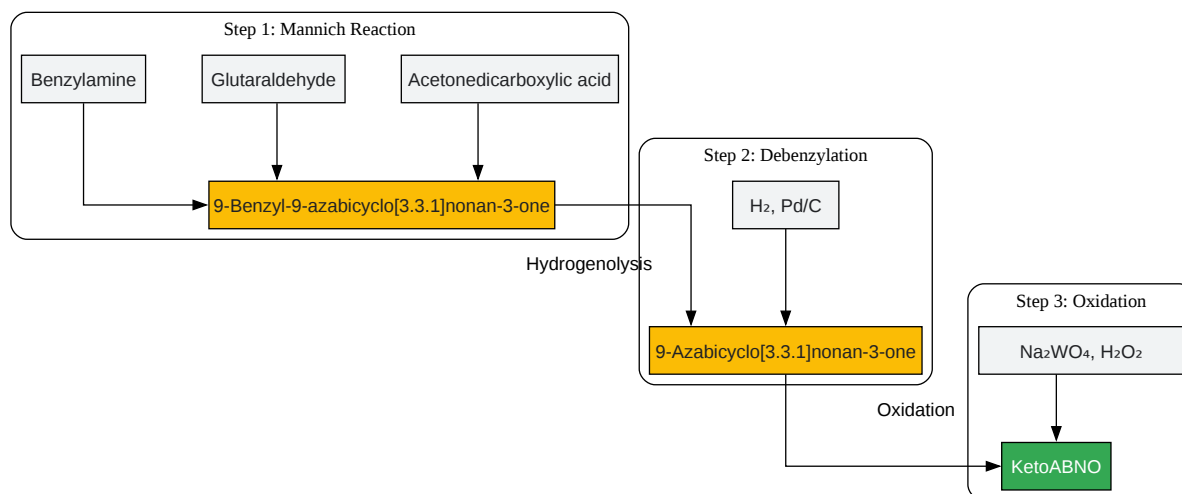 Step 1: Mannich Reaction
Benzylamine
Glutaraldehyde
Acetonedicarboxylic acid
9-Benzyl-9-azabicyclo[3.3.1]nonan-3-one
Step 2: Debenzylation
H₂, Pd/C
Hydrogenolysis
9-Azabicyclo[3.3.1]nonan-3-one
Step 3: Oxidation
Na₂WO₄, H₂O₂
Oxidation
KetoABNO